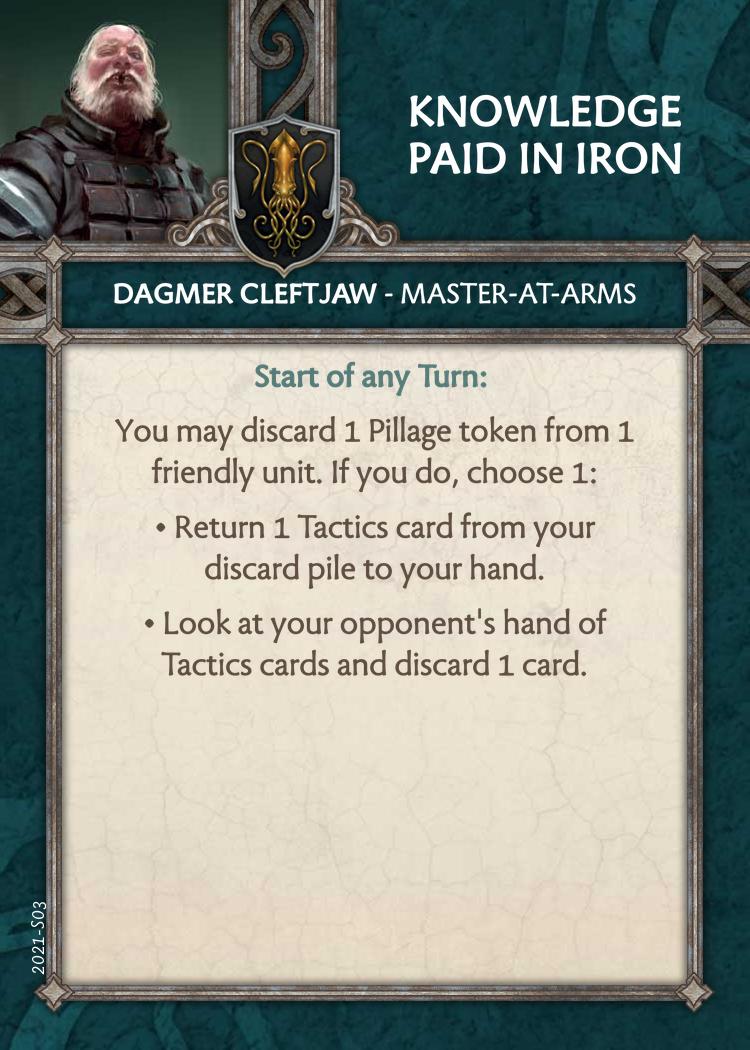 KNOWLEDGE
PAID IN IRON
DAGMER CLEFTJAW - MASTER-AT-ARMS
Start of any Turn:
You may discard 1 Pillage token from 1
friendly unit. If you do, choose 1:
• Return 1 Tactics card from your
discard pile to your hand.
• Look at your opponent's hand of
Tactics cards and discard 1 card.
2021-S03